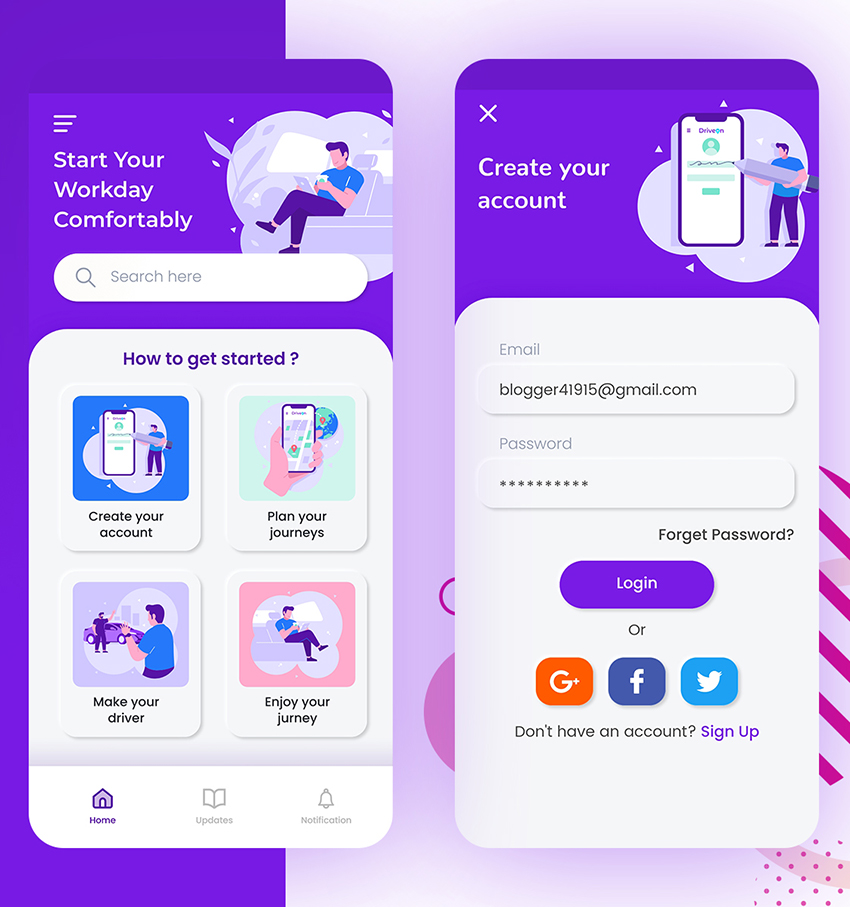 Start Your
Workday
Comfortably
Search here
How to get started ?
Driveon
Create your
account
Driveon
Plan your
journeys
Make your
driver
Enjoy your
jurney
Home
Updates
Notification
Driveon
Create your
account
Email
blogger41915@gmail.com
Password
**********
Forget Password?
Login
Or
G+
f
Don't have an account? Sign Up